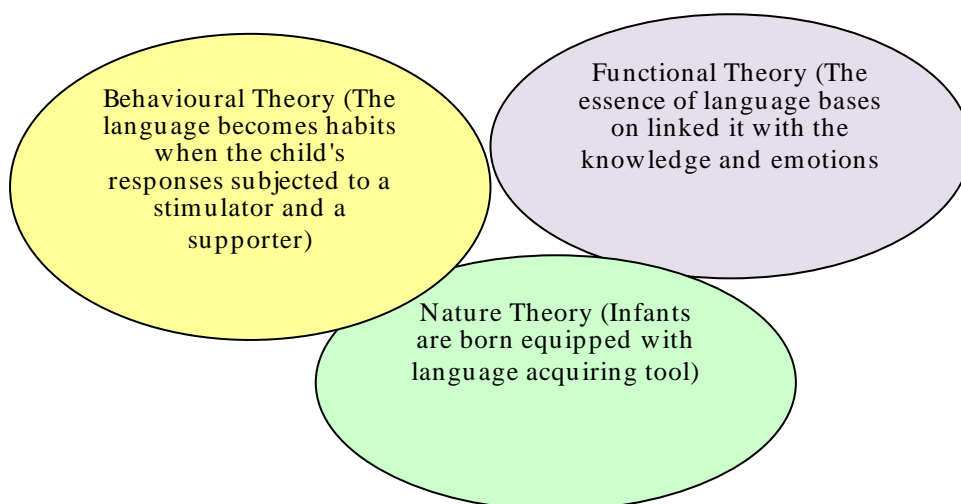 Behavioural Theory (The
language becomes habits
when the child's
responses subjected to a
stimulator and a
supporter)
Functional Theory (The
essence of language bases
on linked it with the
knowledge and emotions
Nature Theory (Infants
are born equipped with
language acquiring tool)